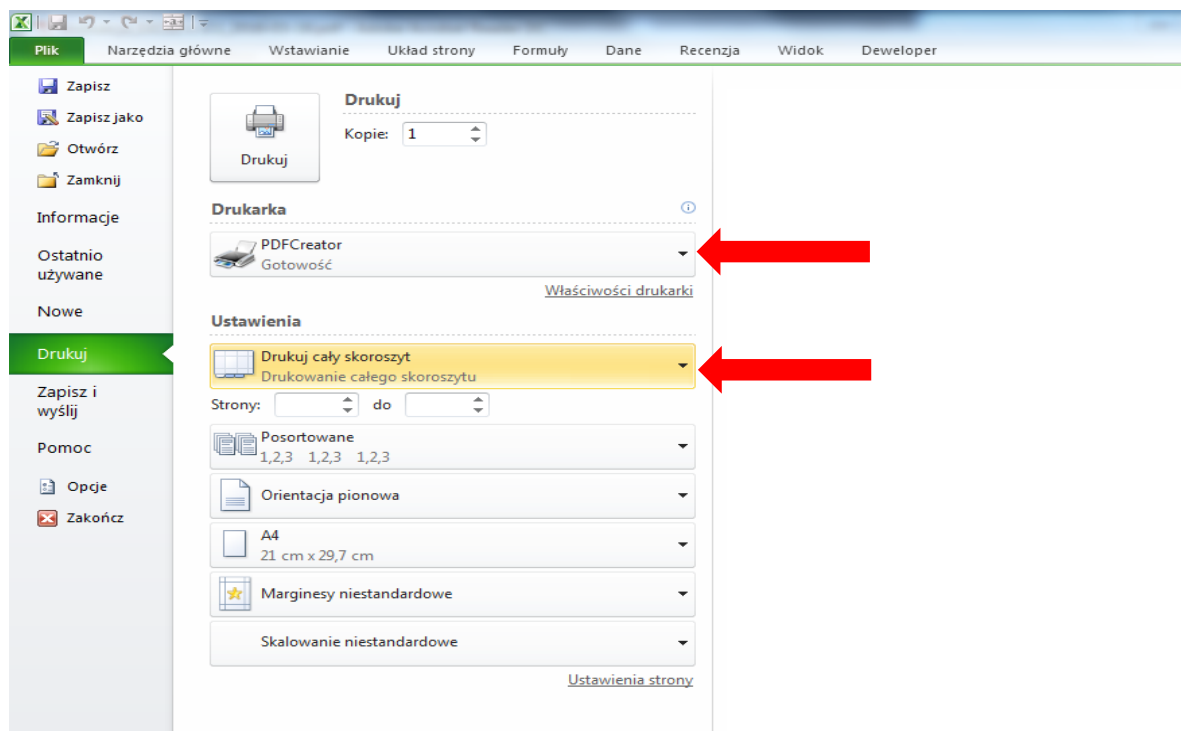 Plik Narzędzia główne Wstawianie Układ strony Formuły Dane Recenzja Widok Deweloper
Zapisz
Zapisz jako
Otwórz
Zamknij
Informacje
Ostatnio
używane
Nowe
Drukuj
Zapisz i
wyślij
Pomoc
Opcje
Zakończ
Drukuj
Drukuj
Kopie: 1
Drukarka
PDFCreator
Gotowość
Właściwości drukarki
Ustawienia
Drukuj cały skoroszyt
Drukowanie całego skoroszytu
Strony: do
Posortowane
1,2,3 1,2,3 1,2,3
Orientacja pionowa
A4
21 cm x 29,7 cm
Marginesy niestandardowe
Skalowanie niestandardowe
Ustawienia strony